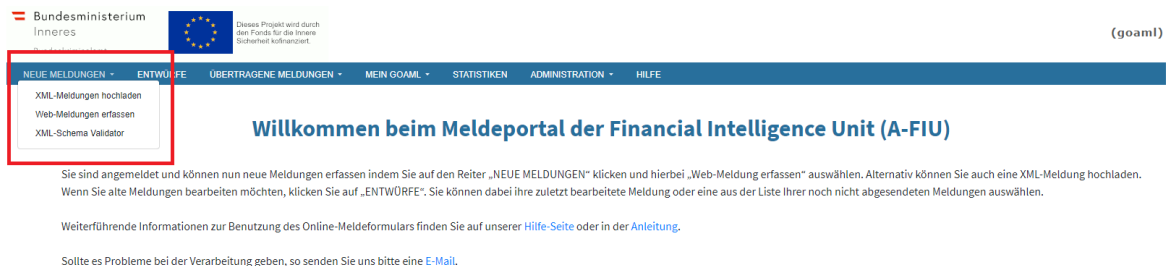 Bundesministerium
Inneres
Dieses Projekt wird durch
den Fonds für die Innere
Sicherheit kofinanziert.
(goaml)
NEUE MELDUNGEN ENTWÜRFE ÜBERTRAGENE MELDUNGEN MEIN GOAML STATISTIKEN ADMINISTRATION HILFE
XML-Meldungen hochladen
Web-Meldungen erfassen
XML-Schema Validator
Willkommen beim Meldeportal der Financial Intelligence Unit (A-FIU)
Sie sind angemeldet und können nun neue Meldungen erfassen indem Sie auf den Reiter „NEUE MELDUNGEN“ klicken und hierbei „Web-Meldung erfassen“ auswählen. Alternativ können Sie auch eine XML-Meldung hochladen.
Wenn Sie alte Meldungen bearbeiten möchten, klicken Sie auf „ENTWÜRFE“. Sie können dabei ihre zuletzt bearbeitete Meldung oder eine aus der Liste Ihrer noch nicht abgesendeten Meldungen auswählen.
Weiterführende Informationen zur Benutzung des Online-Meldeformulars finden Sie auf unserer Hilfe-Seite oder in der Anleitung.
Sollte es Probleme bei der Verarbeitung geben, so senden Sie uns bitte eine E-Mail.